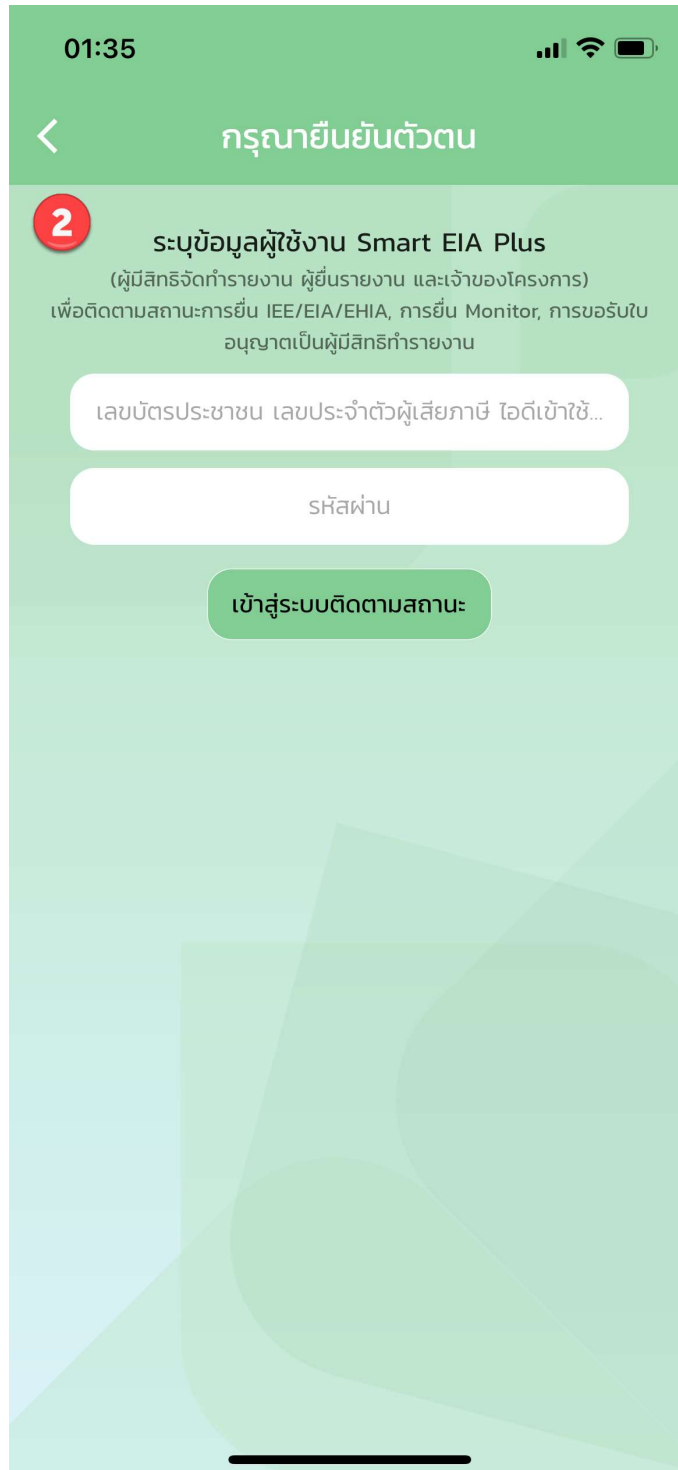 01:35
กรุณายืนยันตัวตน
2
ระบุข้อมูลผู้ใช้งาน Smart EIA Plus
(ผู้มีสิทธิจัดทำรายงาน ผู้ยื่นรายงาน และเจ้าของโครงการ)
เพื่อติดตามสถานะการยื่น IEE/EIA/EHIA, การยื่น Monitor, การขอรับใบ
อนุญาตเป็นผู้มีสิทธิทำรายงาน
เลขบัตรประชาชน เลขประจำตัวผู้เสียภาษี ไอดีเข้าใช้...
รหัสผ่าน
เข้าสู่ระบบติดตามสถานะ